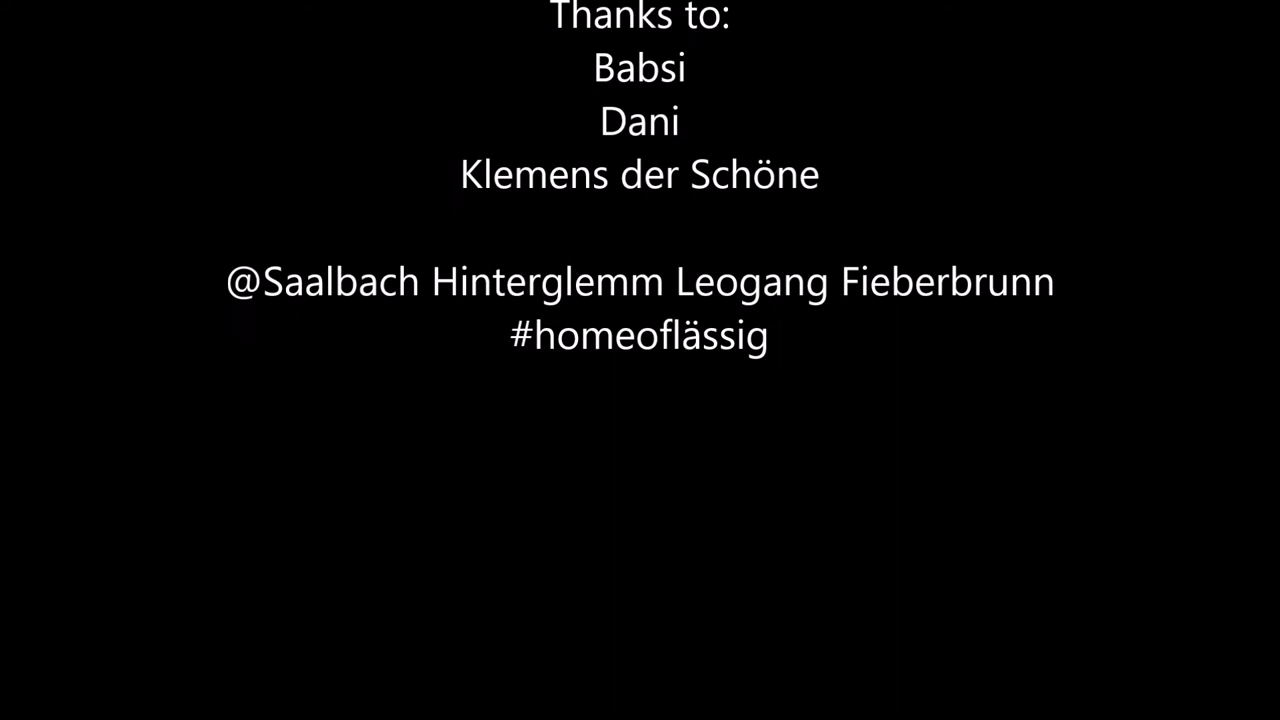 Thanks to:
Babsi
Dani
Klemens der Schöne
@Saalbach Hinterglemm Leogang Fieberbrunn
#homeoflässig